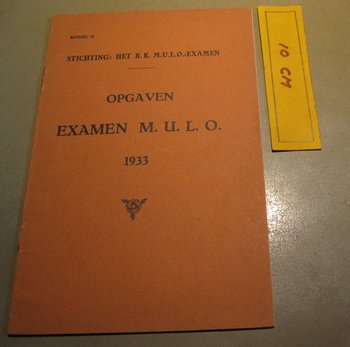 MODEL P
STICHTING: HET R.K. M.U.L.O.-EXAMEN
OPGAVEN
EXAMEN M. U. L. O.
1933
10 CM